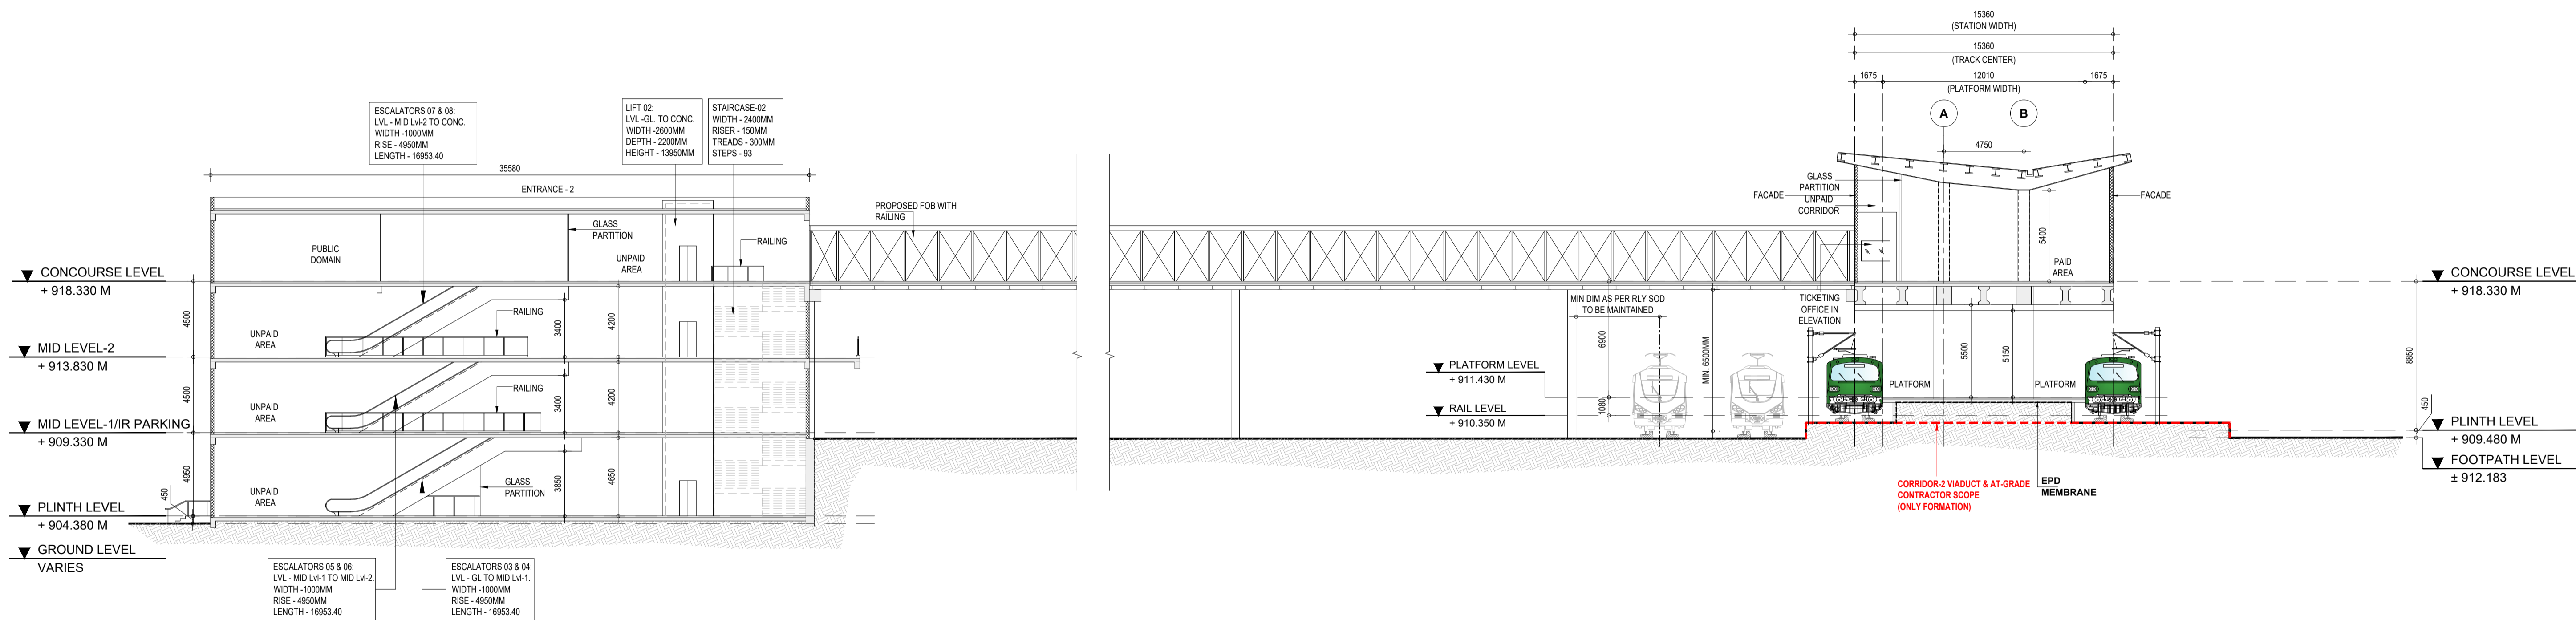 15360
(STATION WIDTH)
15360
(TRACK CENTER)
1675
12010
1675
(PLATFORM WIDTH)
A
B
4750
ESCALATORS 07 & 08:
LVL - MID Lvl-2 TO CONC.
WIDTH -1000MM
RISE - 4950MM
LENGTH - 16953.40
LIFT 02:
LVL -GL. TO CONC.
WIDTH -2600MM
DEPTH - 2200MM
HEIGHT - 13950MM
STAIRCASE-02
WIDTH - 2400MM
RISER - 150MM
TREADS - 300MM
STEPS - 93
35580
ENTRANCE - 2
PROPOSED FOB WITH
RAILING
GLASS
PARTITION
UNPAID
CORRIDOR
FACADE
FACADE
5400
PAID
AREA
PUBLIC
DOMAIN
GLASS
PARTITION
UNPAID
AREA
RAILING
CONCOURSE LEVEL
+ 918.330 M
CONCOURSE LEVEL
+ 918.330 M
4500
UNPAID
AREA
RAILING
3400
4200
MID LEVEL-2
+ 913.830 M
4500
UNPAID
AREA
RAILING
3400
4200
MID LEVEL-1/IR PARKING
+ 909.330 M
4950
UNPAID
AREA
GLASS
PARTITION
3850
4650
450
PLINTH LEVEL
+ 904.380 M
GROUND LEVEL
VARIES
ESCALATORS 05 & 06:
LVL - MID Lvl-1 TO MID Lvl-2.
WIDTH -1000MM
RISE - 4950MM
LENGTH - 16953.40
ESCALATORS 03 & 04:
LVL - GL TO MID Lvl-1.
WIDTH -1000MM
RISE - 4950MM
LENGTH - 16953.40
MIN DIM AS PER RLY SOD
TO BE MAINTAINED
TICKETING
OFFICE IN
ELEVATION
6900
MIN. 6500MM
PLATFORM LEVEL
+ 911.430 M
RAIL LEVEL
+ 910.350 M
1080
5500
5150
PLATFORM
PLATFORM
8850
450
PLINTH LEVEL
+ 909.480 M
FOOTPATH LEVEL
± 912.183
CORRIDOR-2 VIADUCT & AT-GRADE
CONTRACTOR SCOPE
(ONLY FORMATION)
EPD
MEMBRANE